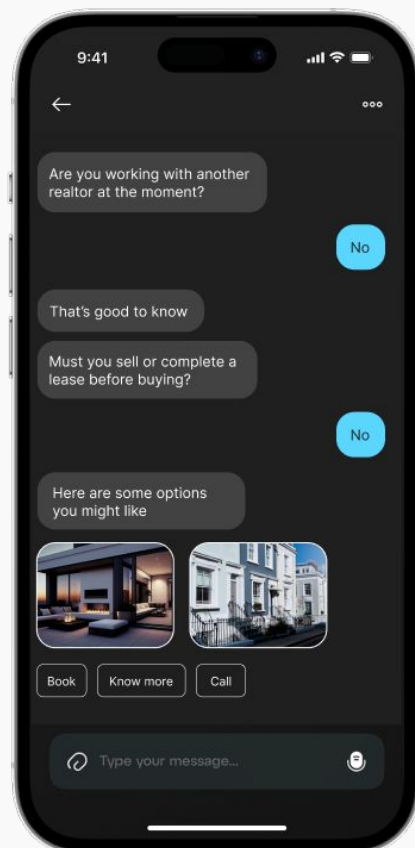 9:41
Are you working with another
realtor at the moment?
No
That's good to know
Must you sell or complete a
lease before buying?
No
Here are some options
you might like
Book
Know more
Call
Type your message...